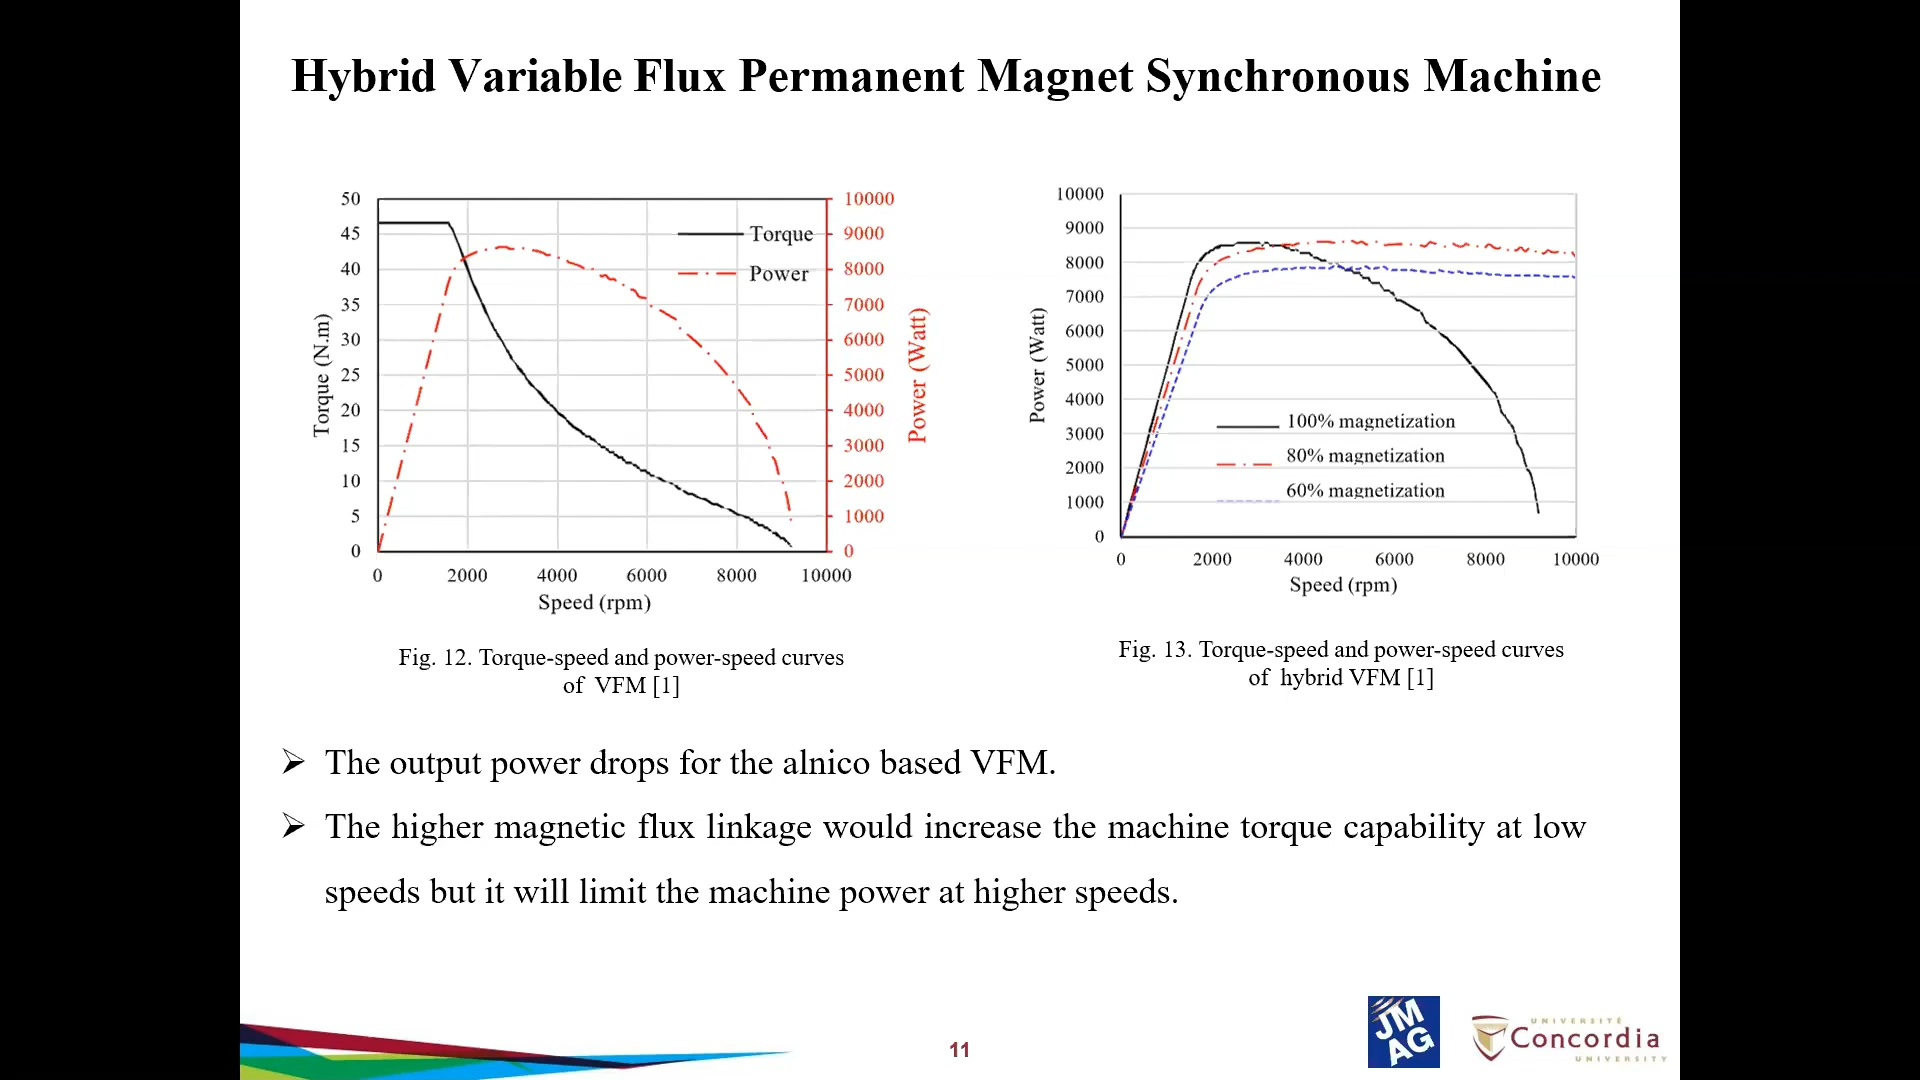 Hybrid Variable Flux Permanent Magnet Synchronous Machine
50
45
40
35
30
25
20
15
10
5
0
Torque (N.m)
Torque
Power
10000
9000
8000
7000
6000
5000
4000
3000
2000
1000
0
Power (Watt)
0 2000 4000 6000 8000 10000
Speed (rpm)
Fig. 12. Torque-speed and power-speed curves
of VFM [1]
10000
9000
8000
7000
6000
5000
4000
3000
2000
1000
0
Power (Watt)
100% magnetization
80% magnetization
60% magnetization
0 2000 4000 6000 8000 10000
Speed (rpm)
Fig. 13. Torque-speed and power-speed curves
of hybrid VFM [1]
➢ The output power drops for the alnico based VFM.
➢ The higher magnetic flux linkage would increase the machine torque capability at low
speeds but it will limit the machine power at higher speeds.
11
JM
AG
UNIVERSITÉ
Concordia
UNIVERSITY